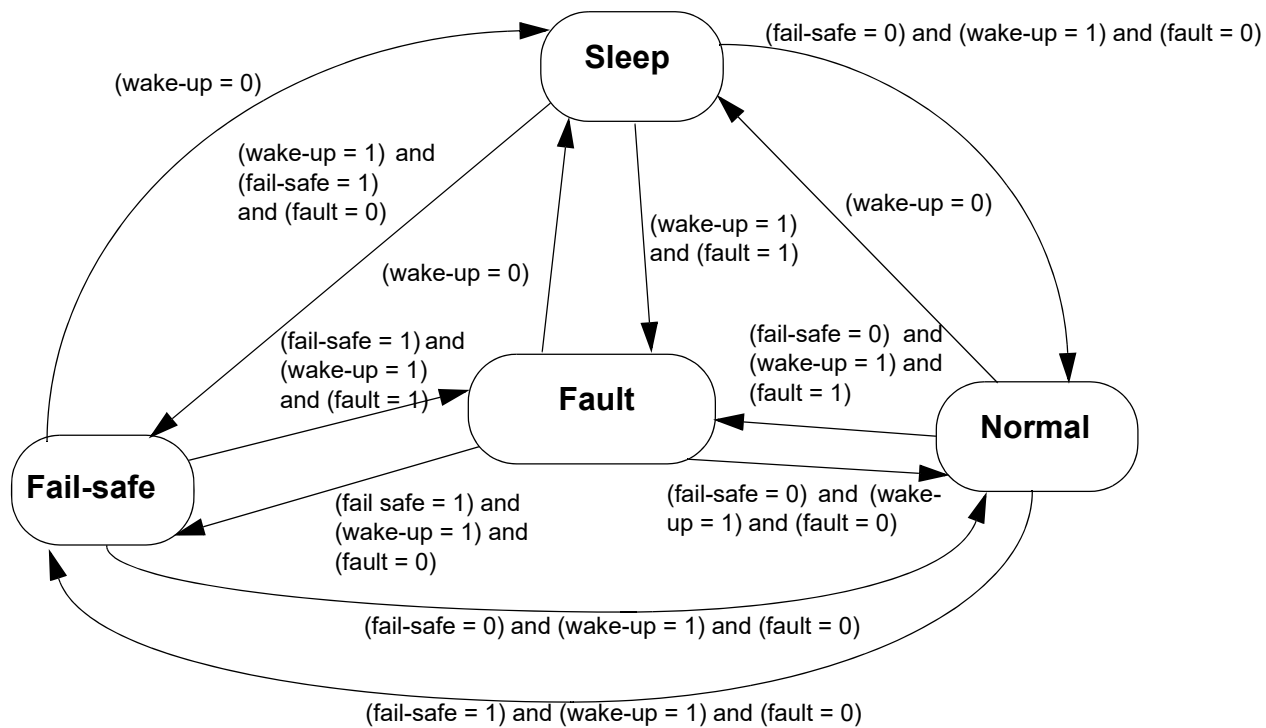 (fail-safe = 0) and (wake-up = 1) and (fault = 0)
Sleep
(wake-up = 0)
(wake-up = 1) and
(fail-safe = 1)
and (fault = 0)
(wake-up = 0)
(wake-up = 1)
and (fault = 1)
(wake-up = 0)
(fail-safe = 1) and
(wake-up = 1)
and (fault = 1)
(fail-safe = 0) and
(wake-up = 1) and
(fault = 1)
Fault
Normal
Fail-safe
(fail safe = 1) and
(wake-up = 1) and
(fault = 0)
(fail-safe = 0) and (wake-
up = 1) and (fault = 0)
(fail-safe = 0) and (wake-up = 1) and (fault = 0)
(fail-safe = 1) and (wake-up = 1) and (fault = 0)